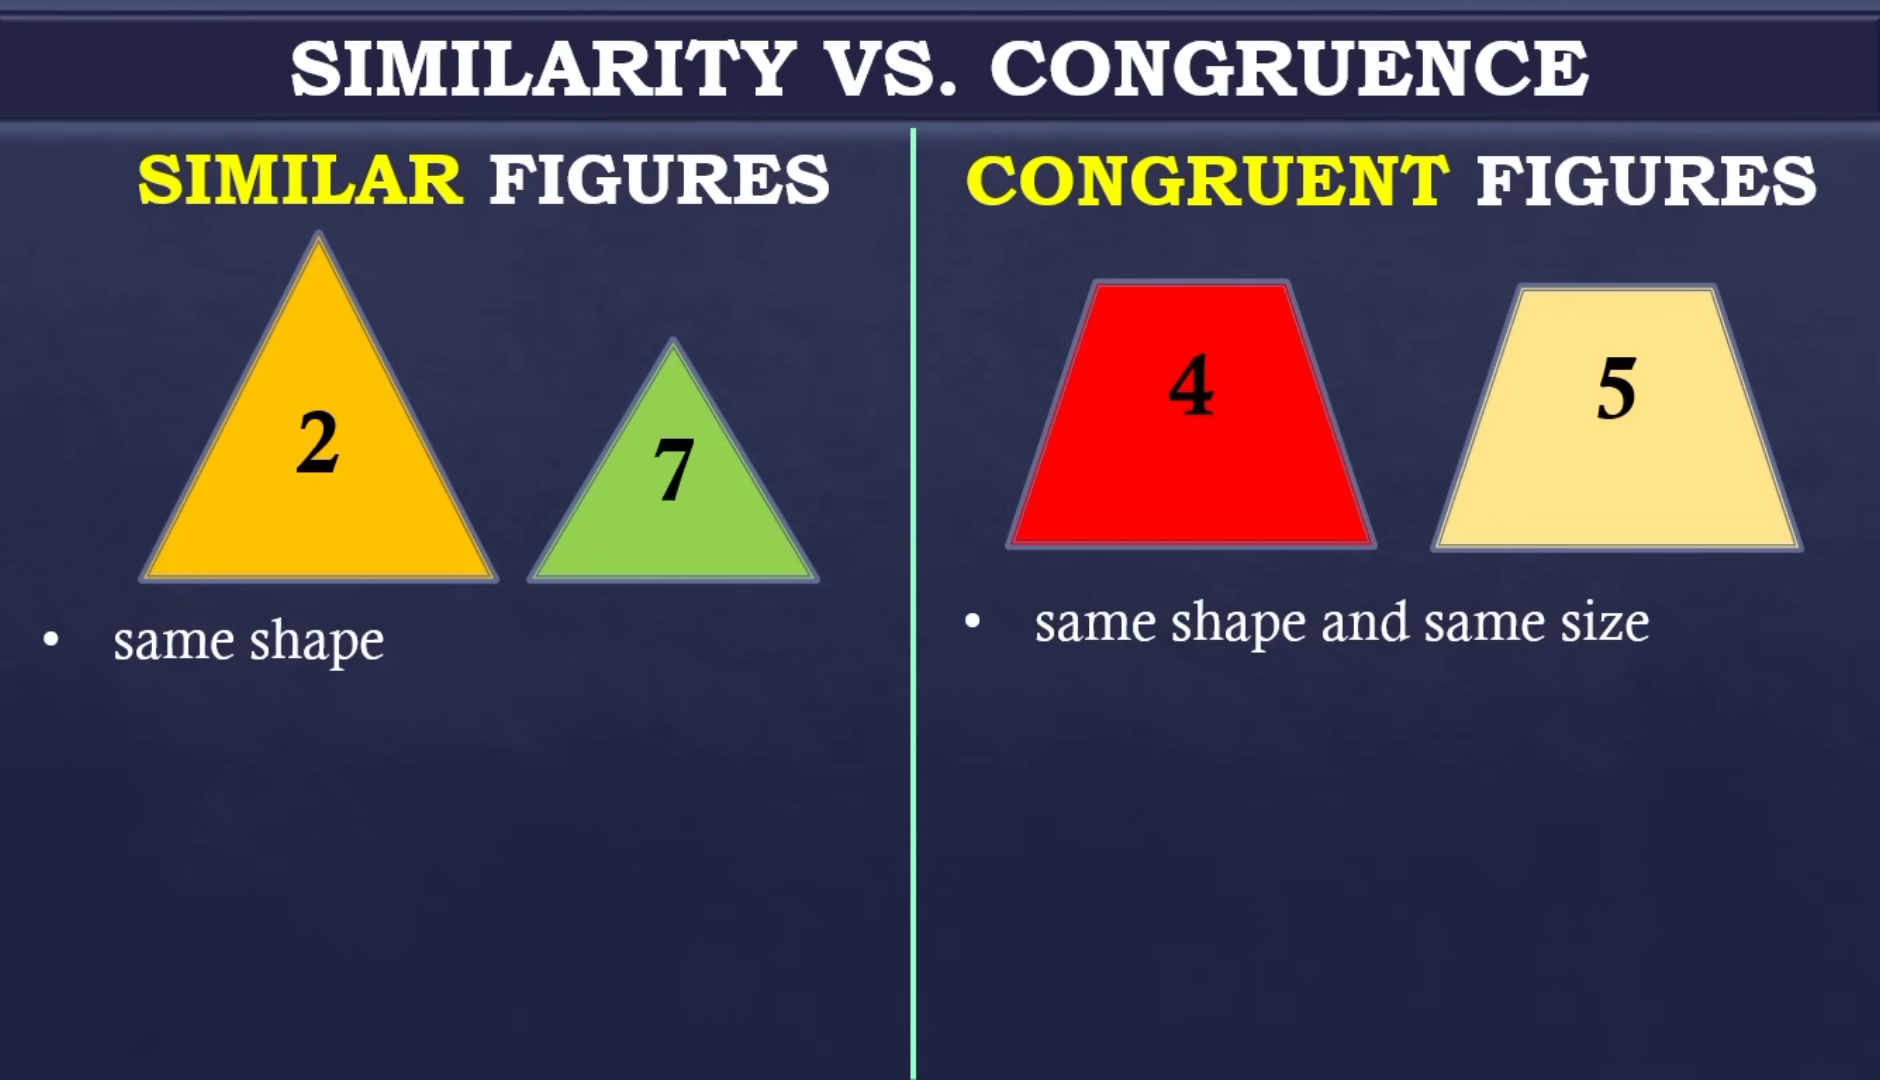 SIMILARITY VS. CONGRUENCE
SIMILAR FIGURES
2
7
• same shape
CONGRUENT FIGURES
4
5
• same shape and same size